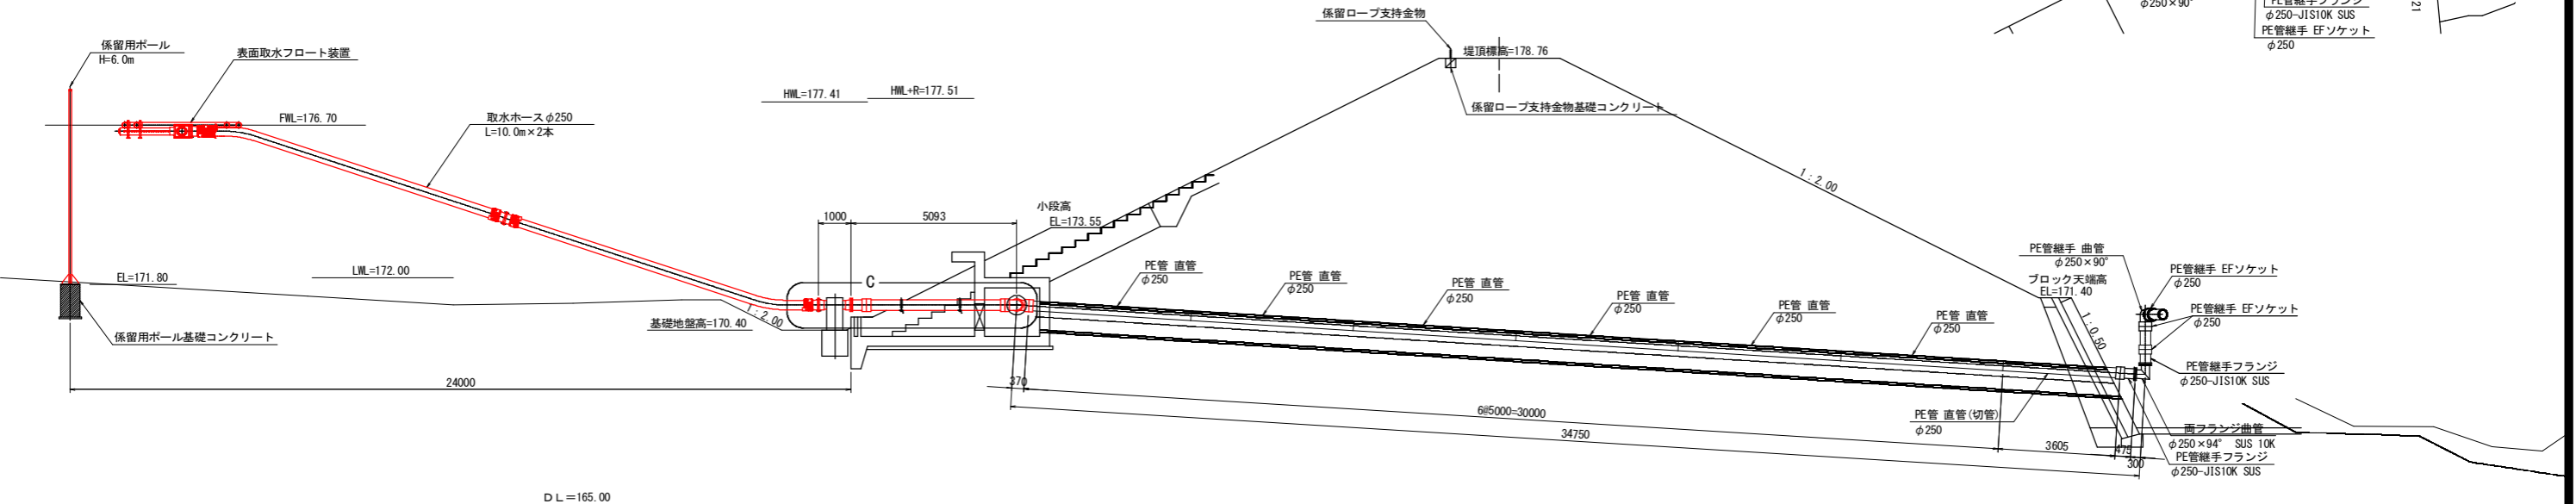 係留用ポール
H=6.0m
表面取水フロート装置
FWL=176.70
取水ホースφ250
L=10.0m×2本
HWL=177.41
HWL+R=177.51
係留ロープ支持金物
堤頂標高=178.76
係留ロープ支持金物基礎コンクリート
φ250×90°
PE管継手フランジ
φ250-JIS10K SUS
PE管継手 EFソケット
φ250
21
1:2.00
EL=171.80
LWL=172.00
係留用ポール基礎コンクリート
24000
1000
5093
C
小段高
EL=173.55
1:2.00
基礎地盤高=170.40
PE管 直管
φ250
PE管 直管
φ250
PE管 直管
φ250
PE管 直管
φ250
PE管 直管
φ250
PE管 直管
φ250
PE管継手 曲管
φ250×90°
ブロック天端高
EL=171.40
1:0.50
PE管継手 EFソケット
φ250
PE管継手 EFソケット
φ250
PE管継手フランジ
φ250-JIS10K SUS
370
6@5000=30000
34750
PE管 直管(切管)
φ250
3605
475
300
両フランジ曲管
φ250×94° SUS 10K
PE管継手フランジ
φ250-JIS10K SUS
DL=165.00